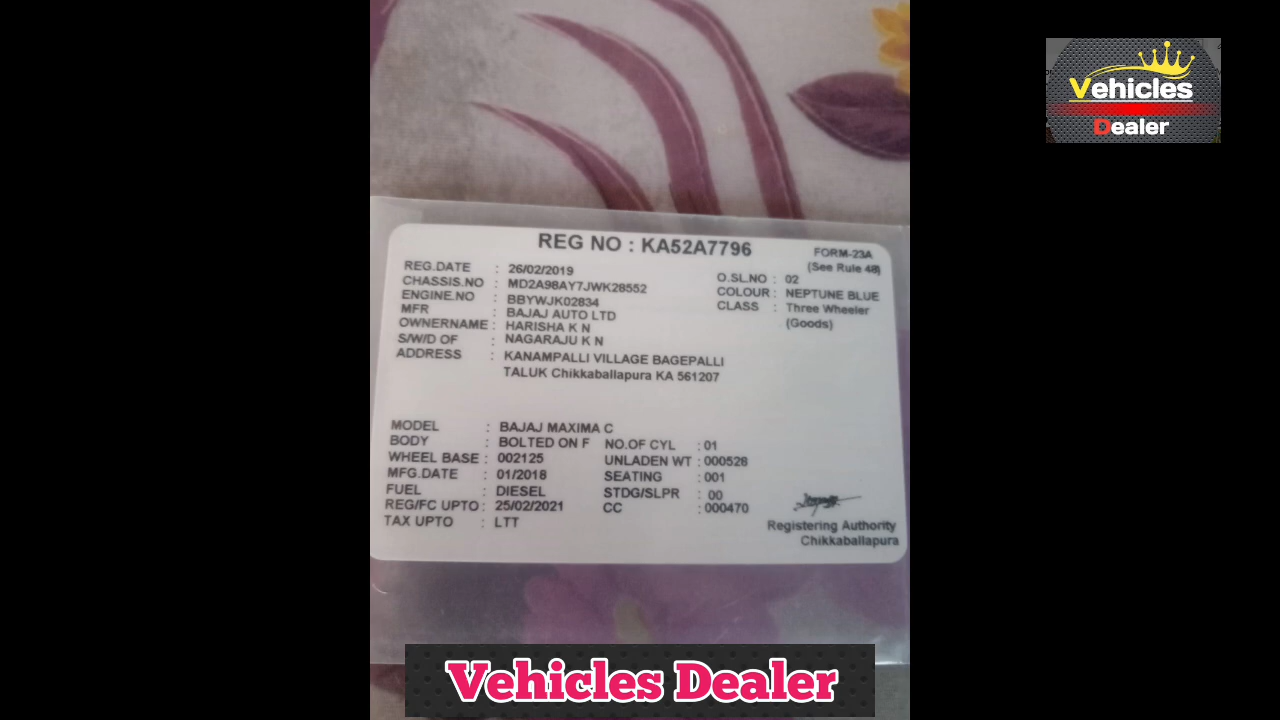 Vehicles
Dealer
REG NO : KA52A7796
FORM-23A
(See Rule 48)
REG.DATE : 26/02/2019
O.SL.NO : 02
CHASSIS.NO : MD2A98AY7JWK28552
COLOUR : NEPTUNE BLUE
ENGINE.NO : BBYWJK02834
CLASS : Three Wheeler
(Goods)
MFR : BAJAJ AUTO LTD
OWNERNAME : HARISHA K N
S/W/D OF : NAGARAJU K N
ADDRESS : KANAMPALLI VILLAGE BAGEPALLI
TALUK Chikkaballapura KA 561207
MODEL : BAJAJ MAXIMA C
BODY : BOLTED ON F NO.OF CYL : 01
WHEEL BASE : 002125 UNLADEN WT : 000528
MFG.DATE : 01/2018 SEATING : 001
FUEL : DIESEL STDG/SLPR : 00
REG/FC UPTO : 25/02/2021 CC : 000470
TAX UPTO : LTT
Registering Authority
Chikkaballapura
Vehicles Dealer